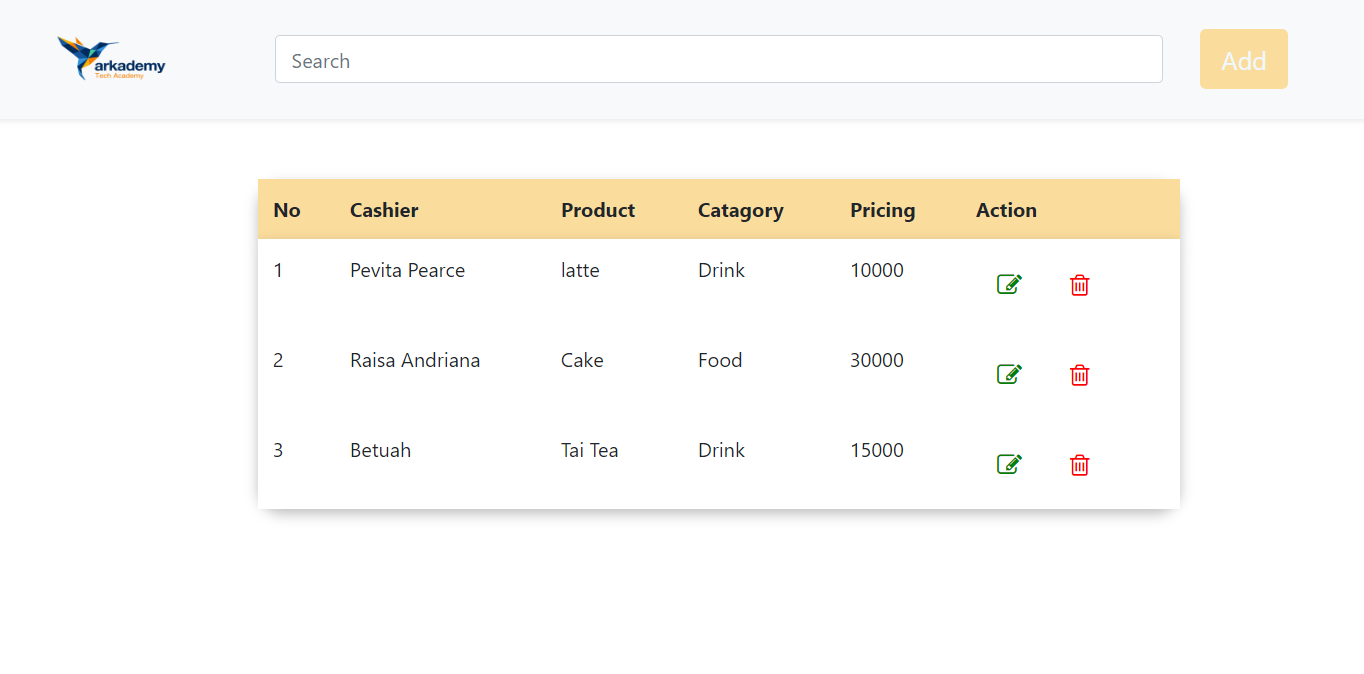 arkademy
Tech Academy
Search
Add
No Cashier Product Catagory Pricing Action
1 Pevita Pearce latte Drink 10000
2 Raisa Andriana Cake Food 30000
3 Betuah Tai Tea Drink 15000